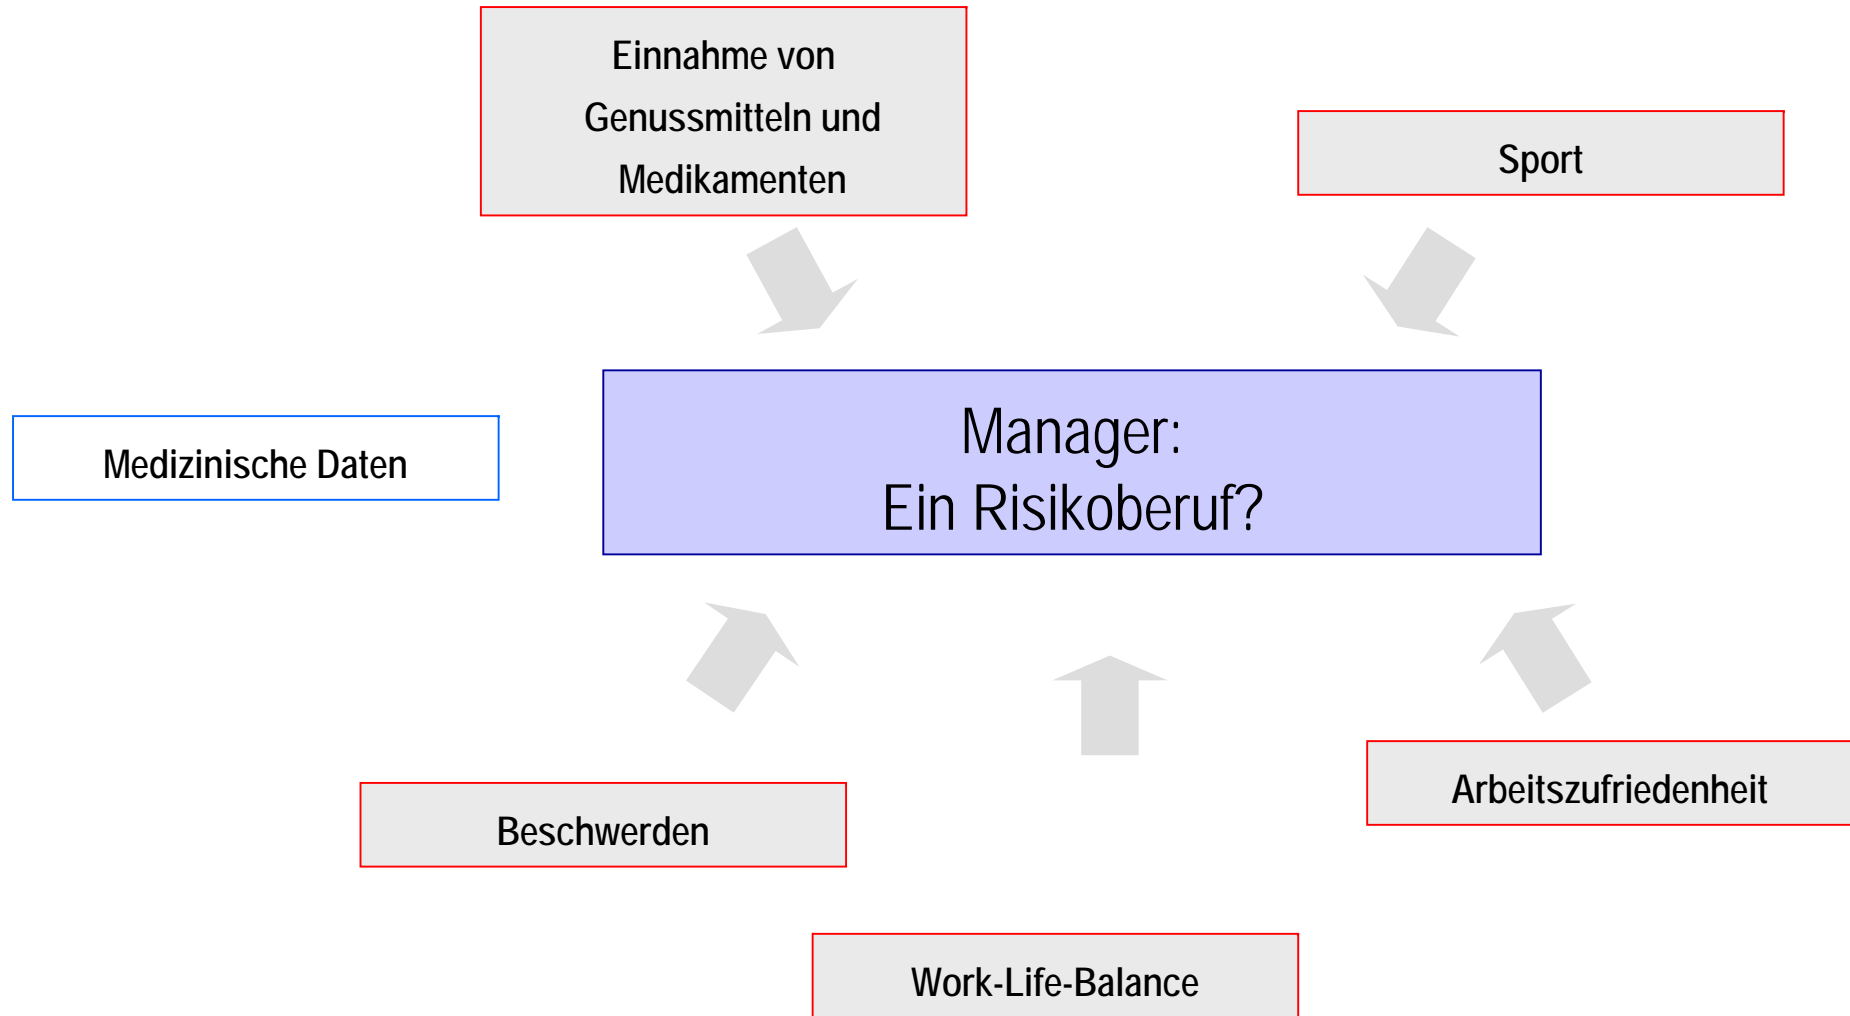 Einnahme von
Genussmitteln und
Medikamenten
Sport
Manager:
Ein Risikoberuf?
Medizinische Daten
Arbeitszufriedenheit
Beschwerden
Work-Life-Balance